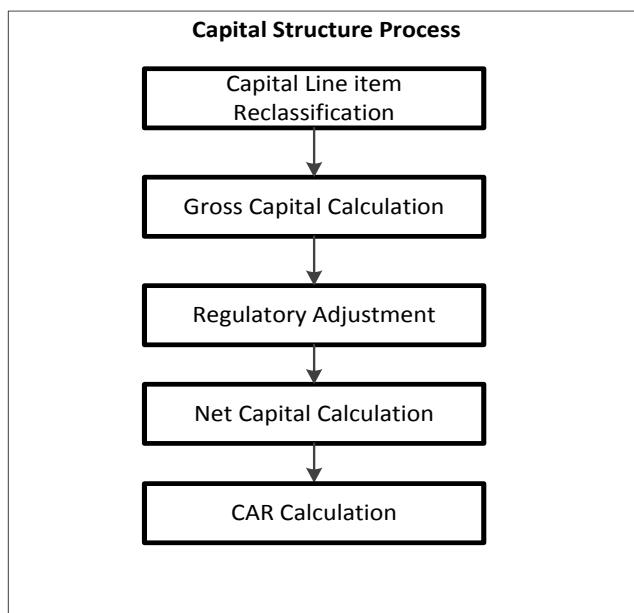 Capital Structure Process
Capital Line item
Reclassification
Gross Capital Calculation
Regulatory Adjustment
Net Capital Calculation
CAR Calculation